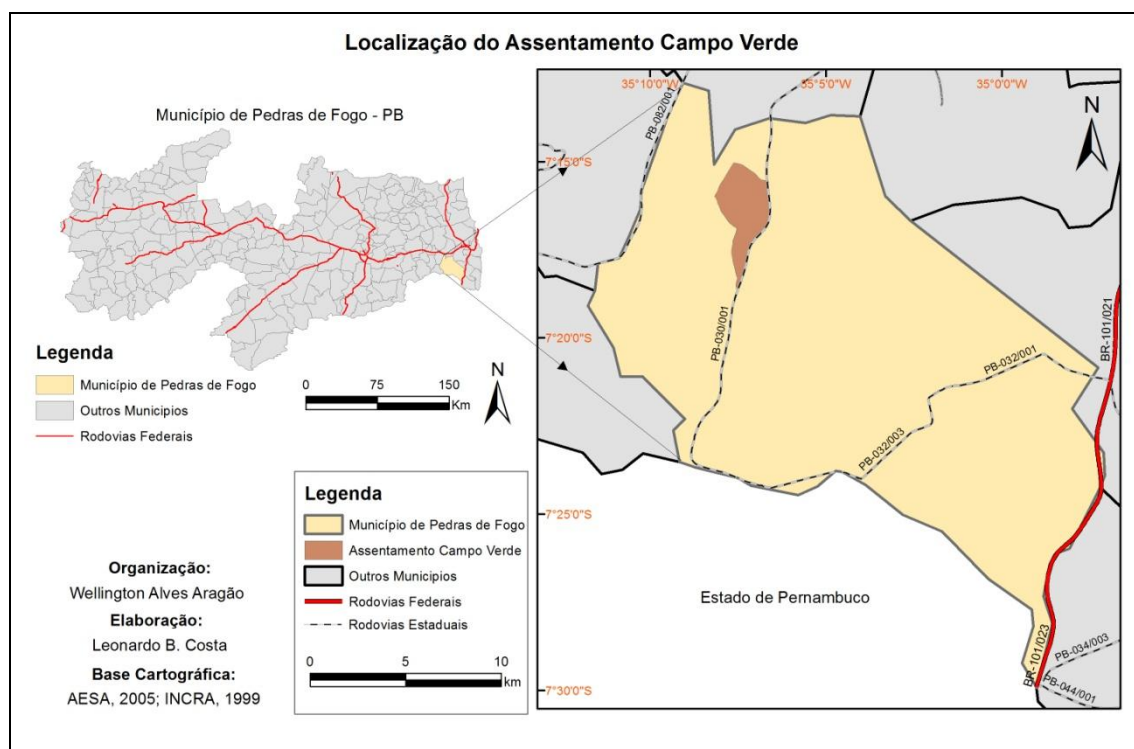 Localização do Assentamento Campo Verde
Município de Pedras de Fogo - PB
Legenda
Município de Pedras de Fogo
Outros Municipios
Rodovias Federais
0 75 150
Km
N
Legenda
Município de Pedras de Fogo
Assentamento Campo Verde
Outros Municipios
Rodovias Federais
Rodovias Estaduais
0 5 10
km
Organização:
Wellington Alves Aragão
Elaboração:
Leonardo B. Costa
Base Cartográfica:
AESA, 2005; INCRA, 1999
35°10'0"W 35°5'0"W 35°0'0"W
N
7°15'0"S
7°20'0"S
7°25'0"S
7°30'0"S
PB-082/001
PB-030/001
PB-032/001
PB-032/003
BR-101/021
Estado de Pernambuco
BR-101/023
PB-034/003
PB-044/001